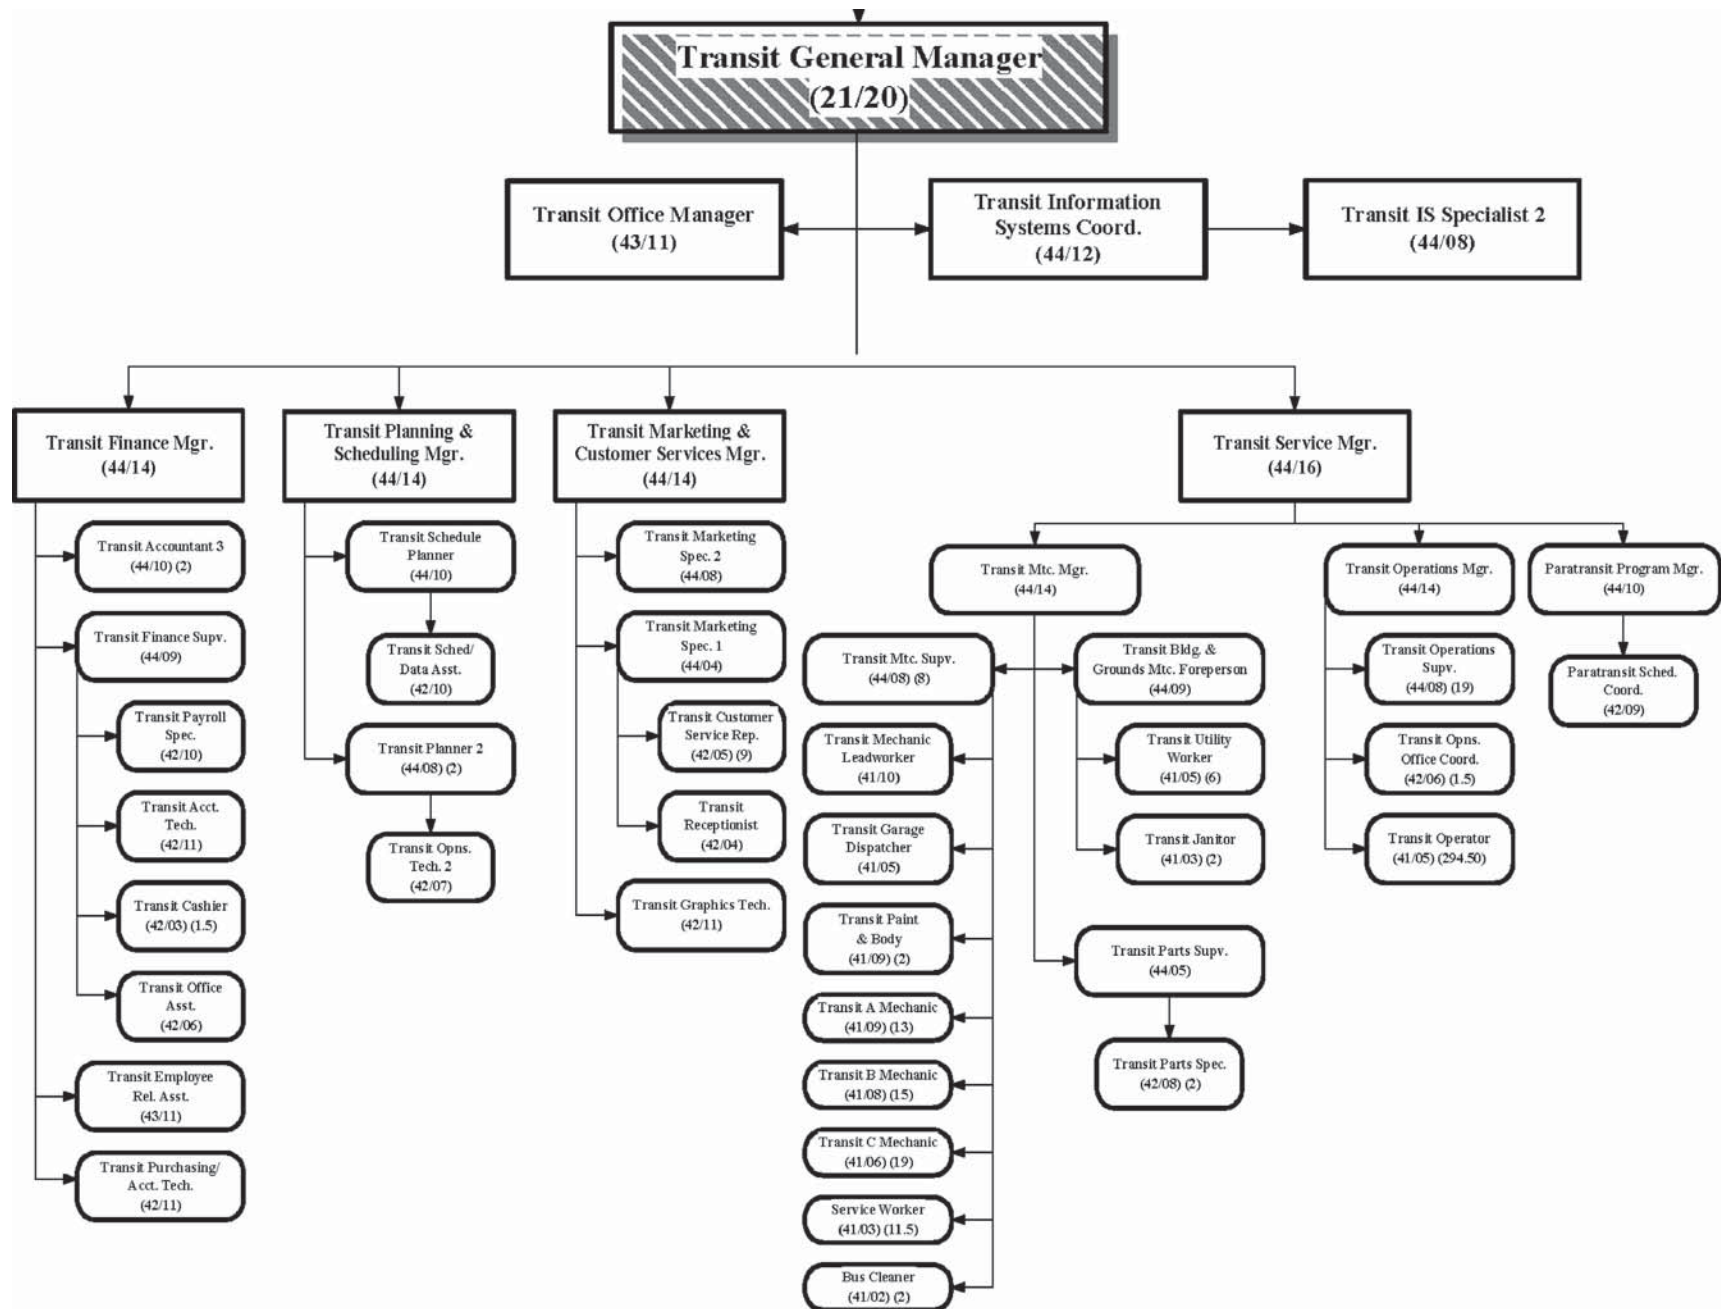 Transit General Manager
(21/20)
Transit Office Manager
(43/11)
Transit Information
Systems Coord.
(44/12)
Transit IS Specialist 2
(44/08)
Transit Finance Mgr.
(44/14)
Transit Planning &
Scheduling Mgr.
(44/14)
Transit Marketing &
Customer Services Mgr.
(44/14)
Transit Service Mgr.
(44/16)
Transit Accountant 3
(44/10) (2)
Transit Finance Supv.
(44/09)
Transit Payroll
Spec.
(42/10)
Transit Acct.
Tech.
(42/11)
Transit Cashier
(42/03) (1.5)
Transit Office
Asst.
(42/06)
Transit Employee
Rel. Asst.
(43/11)
Transit Purchasing/
Acct. Tech.
(42/11)
Transit Schedule
Planner
(44/10)
Transit Sched/
Data Asst.
(42/10)
Transit Planner 2
(44/08) (2)
Transit Opns.
Tech. 2
(42/07)
Transit Marketing
Spec. 2
(44/08)
Transit Marketing
Spec. 1
(44/04)
Transit Customer
Service Rep.
(42/05) (9)
Transit
Receptionist
(42/04)
Transit Graphics Tech.
(42/11)
Transit Mtc. Mgr.
(44/14)
Transit Mtc. Supv.
(44/08) (8)
Transit Mechanic
Leadworker
(41/10)
Transit Garage
Dispatcher
(41/05)
Transit Paint
& Body
(41/09) (2)
Transit A Mechanic
(41/09) (13)
Transit B Mechanic
(41/08) (15)
Transit C Mechanic
(41/06) (19)
Service Worker
(41/03) (11.5)
Bus Cleaner
(41/02) (2)
Transit Bldg. &
Grounds Mtc. Foreperson
(44/09)
Transit Utility
Worker
(41/05) (6)
Transit Janitor
(41/03) (2)
Transit Parts Supv.
(44/05)
Transit Parts Spec.
(42/08) (2)
Transit Operations Mgr.
(44/14)
Transit Operations
Supv.
(44/08) (19)
Transit Opns.
Office Coord.
(42/06) (1.5)
Transit Operator
(41/05) (294.50)
Paratransit Program Mgr.
(44/10)
Paratransit Sched.
Coord.
(42/09)